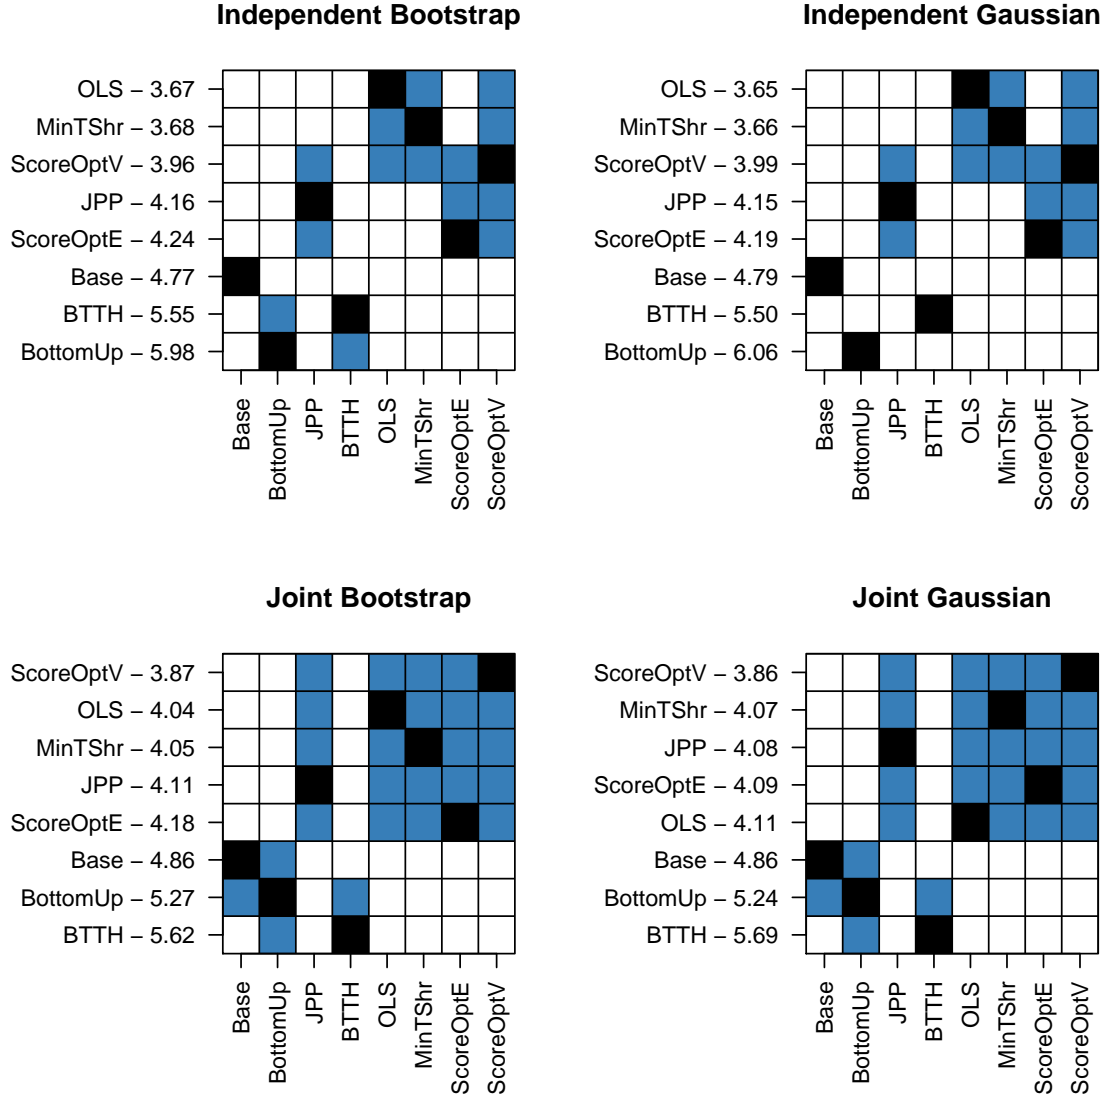 Independent Bootstrap
OLS − 3.67
MinTShr − 3.68
ScoreOptV − 3.96
JPP − 4.16
ScoreOptE − 4.24
Base − 4.77
BTTH − 5.55
BottomUp − 5.98
Base
BottomUp
JPP
BTTH
OLS
MinTShr
ScoreOptE
ScoreOptV
Independent Gaussian
OLS − 3.65
MinTShr − 3.66
ScoreOptV − 3.99
JPP − 4.15
ScoreOptE − 4.19
Base − 4.79
BTTH − 5.50
BottomUp − 6.06
Base
BottomUp
JPP
BTTH
OLS
MinTShr
ScoreOptE
ScoreOptV
Joint Bootstrap
ScoreOptV − 3.87
OLS − 4.04
MinTShr − 4.05
JPP − 4.11
ScoreOptE − 4.18
Base − 4.86
BottomUp − 5.27
BTTH − 5.62
Base
BottomUp
JPP
BTTH
OLS
MinTShr
ScoreOptE
ScoreOptV
Joint Gaussian
ScoreOptV − 3.86
MinTShr − 4.07
JPP − 4.08
ScoreOptE − 4.09
OLS − 4.11
Base − 4.86
BottomUp − 5.24
BTTH − 5.69
Base
BottomUp
JPP
BTTH
OLS
MinTShr
ScoreOptE
ScoreOptV